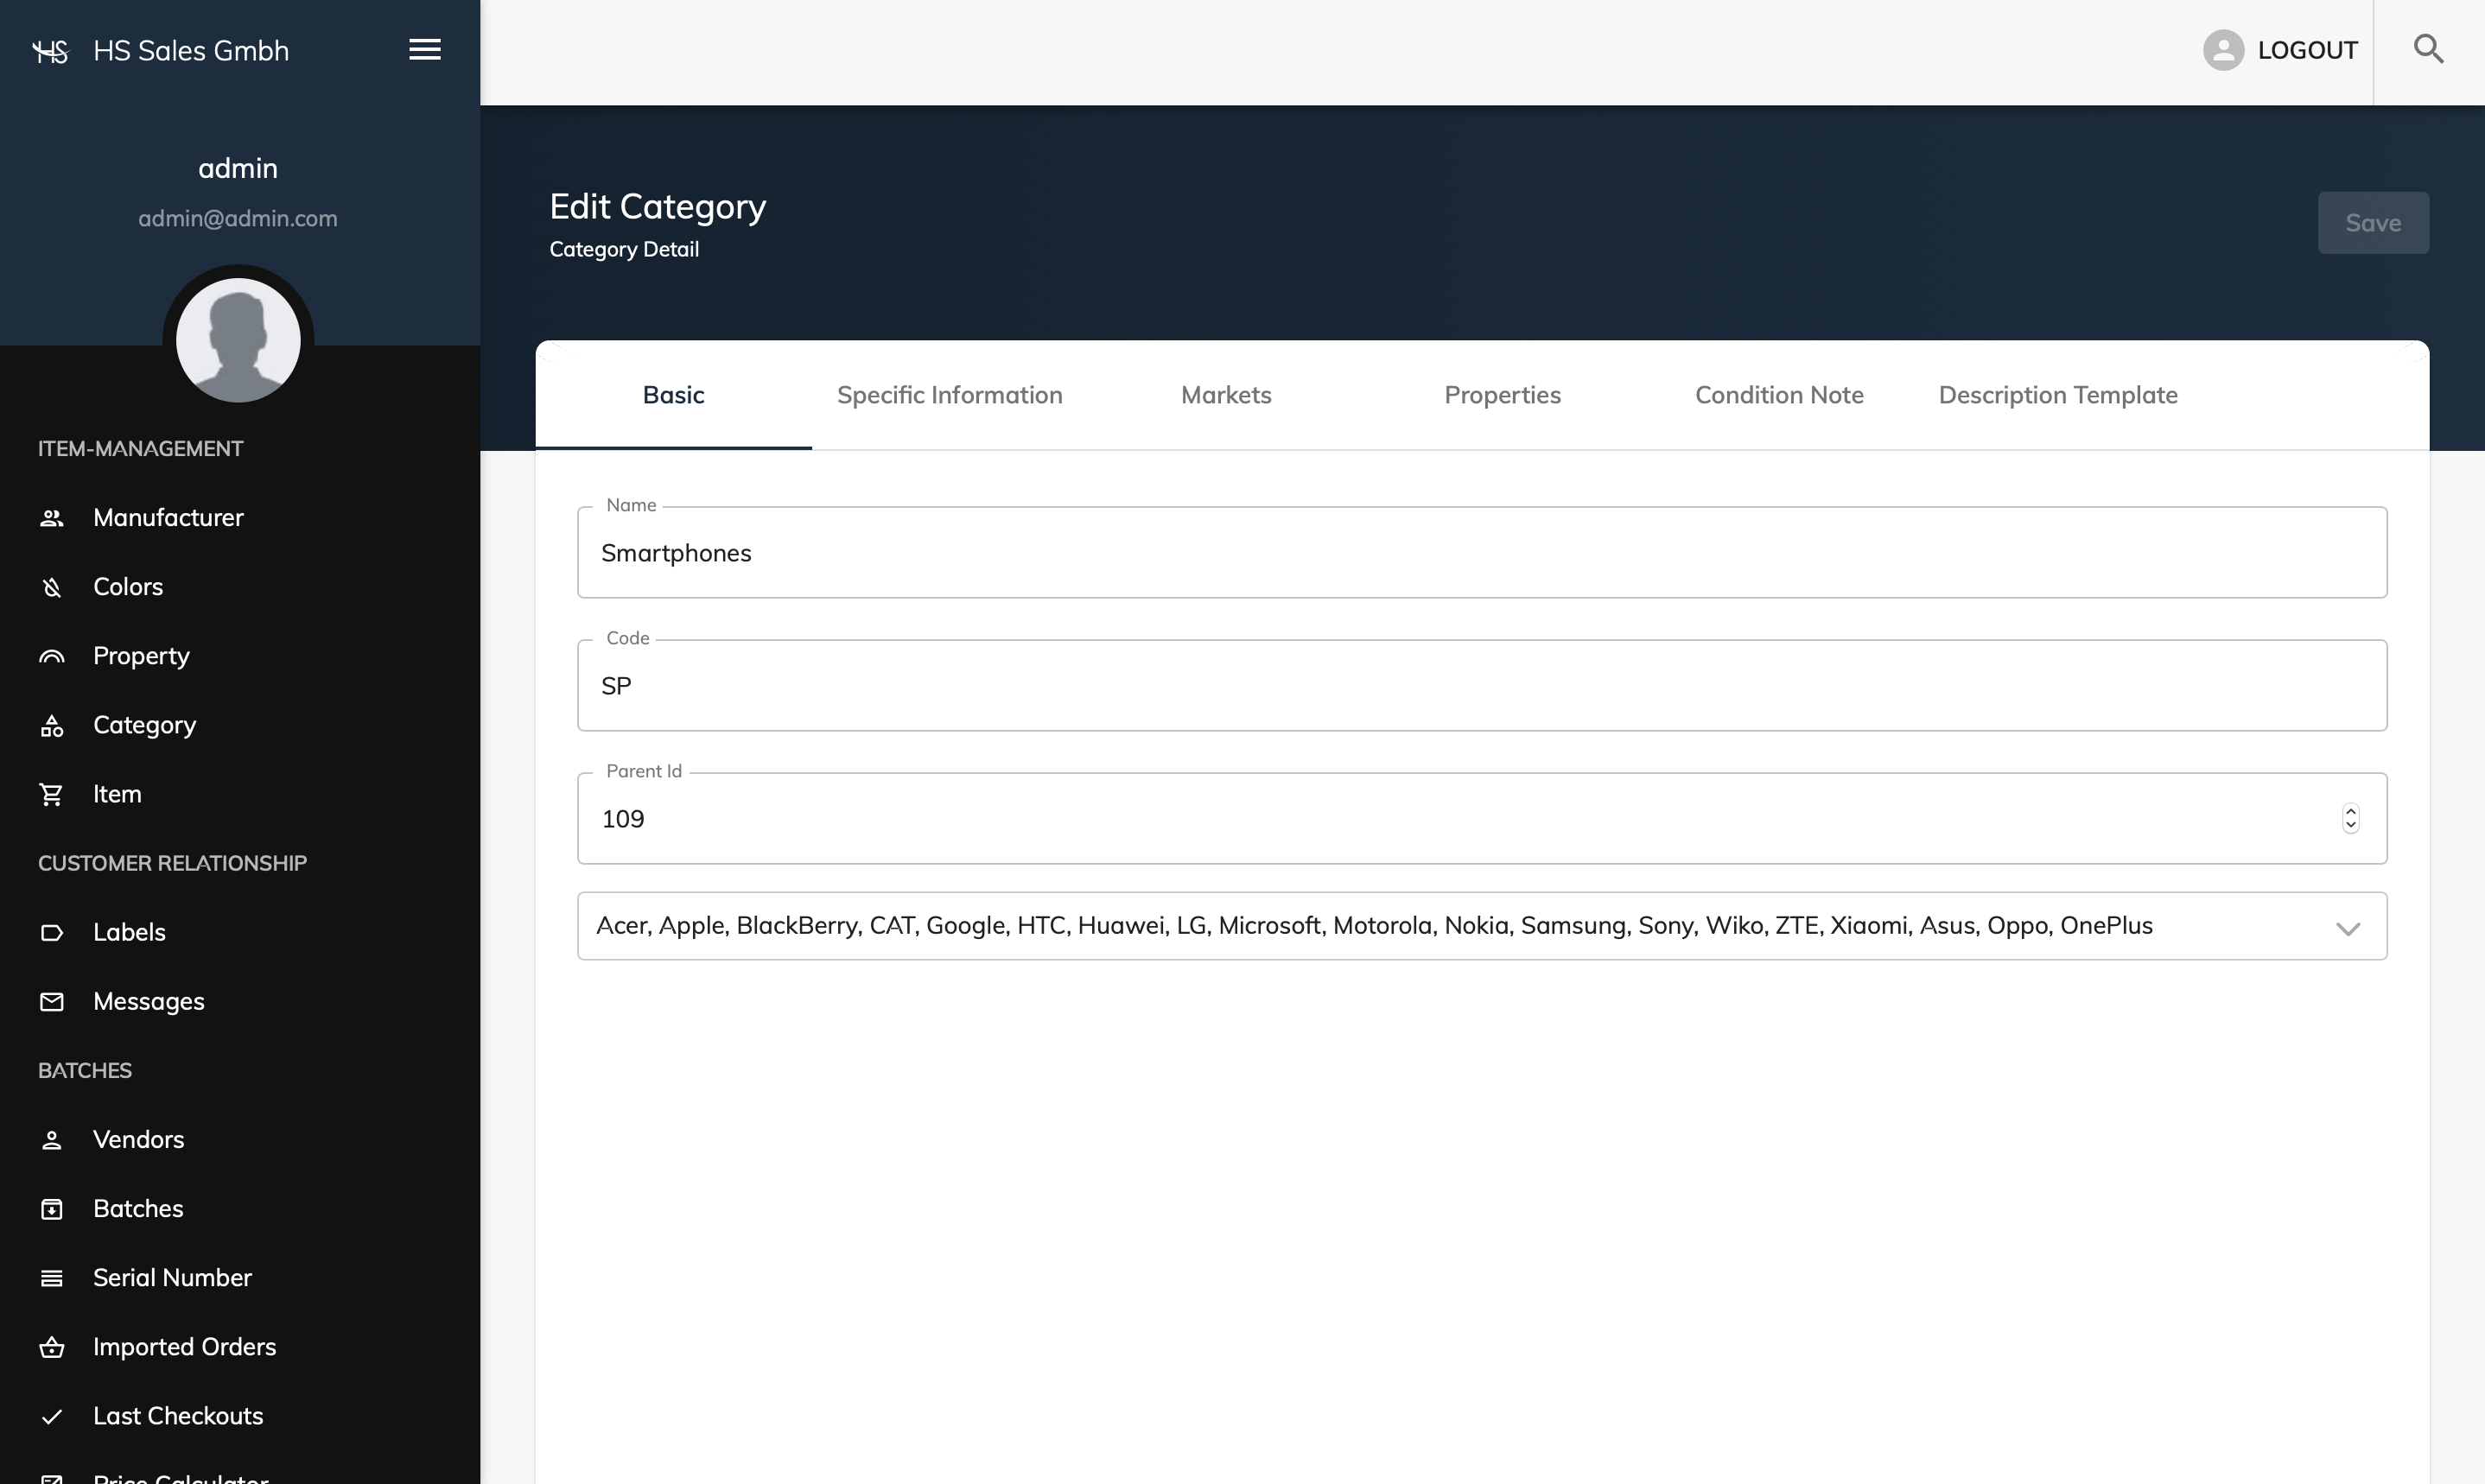 HS HS Sales Gmbh
LOGOUT
admin
admin@admin.com
Edit Category
Category Detail
Save
ITEM-MANAGEMENT
Manufacturer
Colors
Property
Category
Item
CUSTOMER RELATIONSHIP
Labels
Messages
BATCHES
Vendors
Batches
Serial Number
Imported Orders
Last Checkouts
Price Calculator
Basic Specific Information Markets Properties Condition Note Description Template
Name
Smartphones
Code
SP
Parent Id
109
Acer, Apple, BlackBerry, CAT, Google, HTC, Huawei, LG, Microsoft, Motorola, Nokia, Samsung, Sony, Wiko, ZTE, Xiaomi, Asus, Oppo, OnePlus